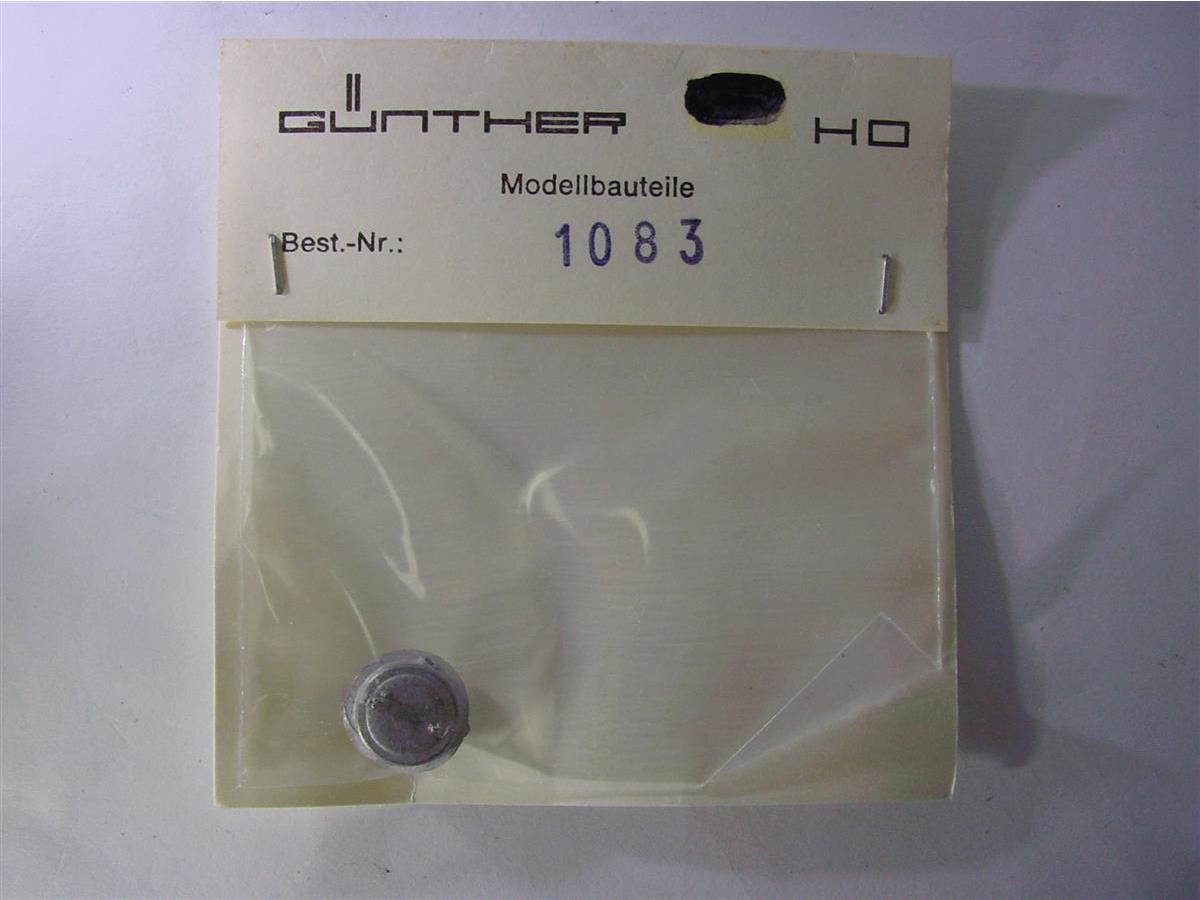 GÜNTHER HO
Modellbauteile
Best.-Nr.: 1083